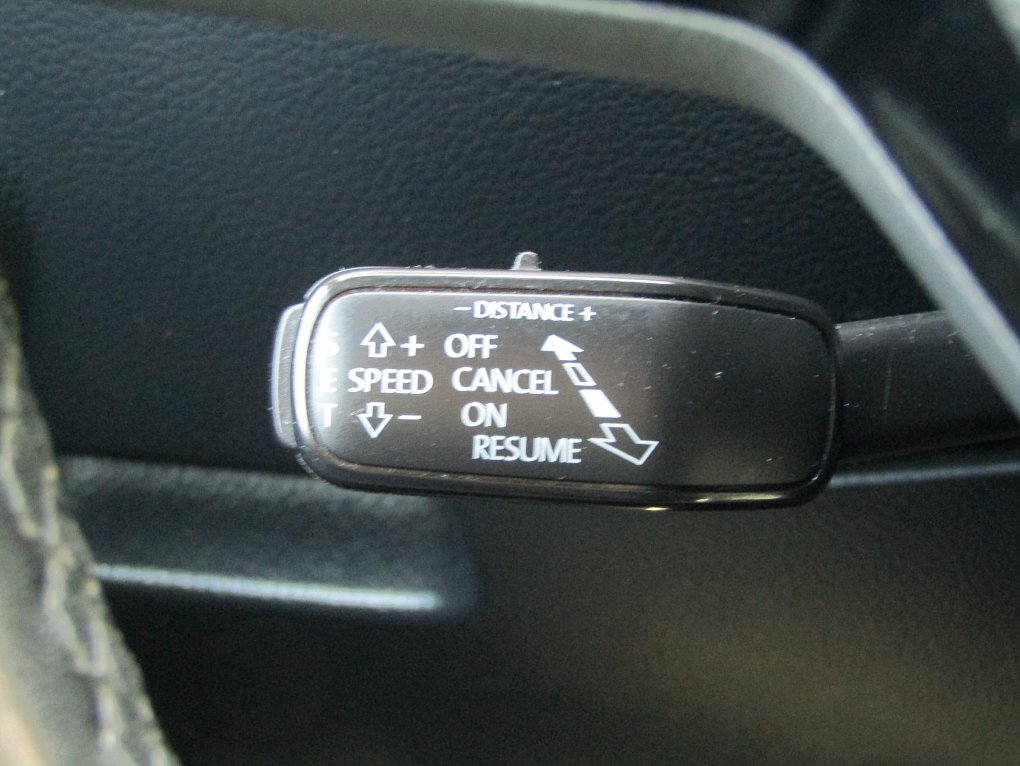 - DISTANCE +
S + OFF
E SPEED CANCEL
T - ON
RESUME